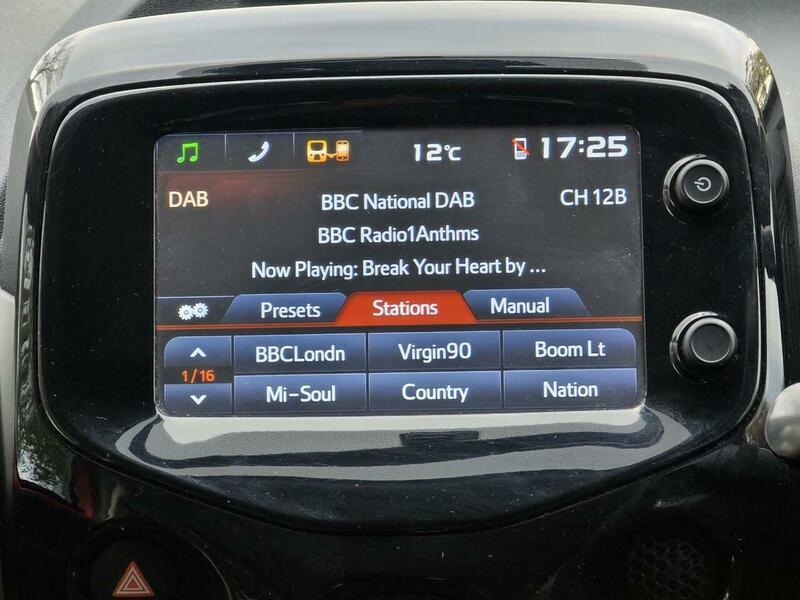 12°C 17:25
DAB BBC National DAB CH 12B
BBC Radio1Anthms
Now Playing: Break Your Heart by ...
Presets Stations Manual
BBCLondn Virgin90 Boom Lt
1/16
Mi-Soul Country Nation